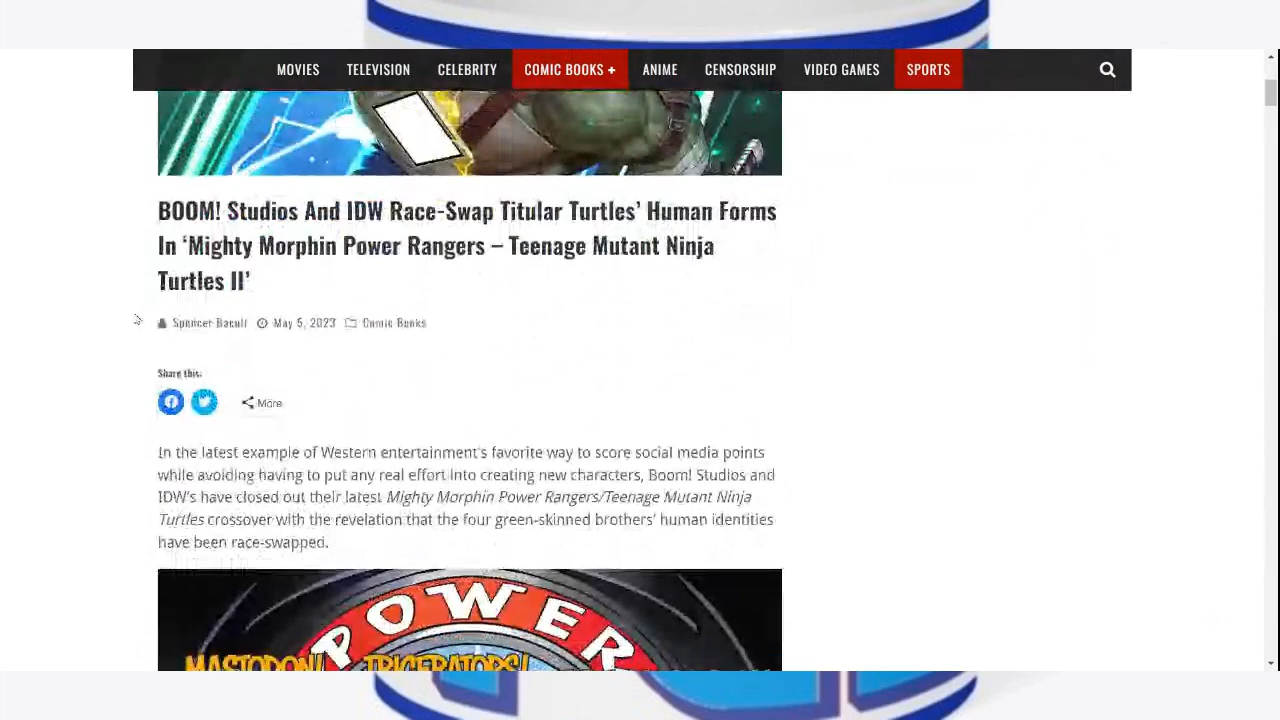 MOVIES TELEVISION CELEBRITY COMIC BOOKS + ANIME CENSORSHIP VIDEO GAMES SPORTS
BOOM! Studios And IDW Race-Swap Titular Turtles’ Human Forms
In ‘Mighty Morphin Power Rangers – Teenage Mutant Ninja
Turtles II’
Spencer Baculi May 5, 2023 Comic Books
Share this:
More
In the latest example of Western entertainment's favorite way to score social media points
while avoiding having to put any real effort into creating new characters, Boom! Studios and
IDW's have closed out their latest Mighty Morphin Power Rangers/Teenage Mutant Ninja
Turtles crossover with the revelation that the four green-skinned brothers’ human identities
have been race-swapped.
POWER
MASTODON! TRICERATOPS!